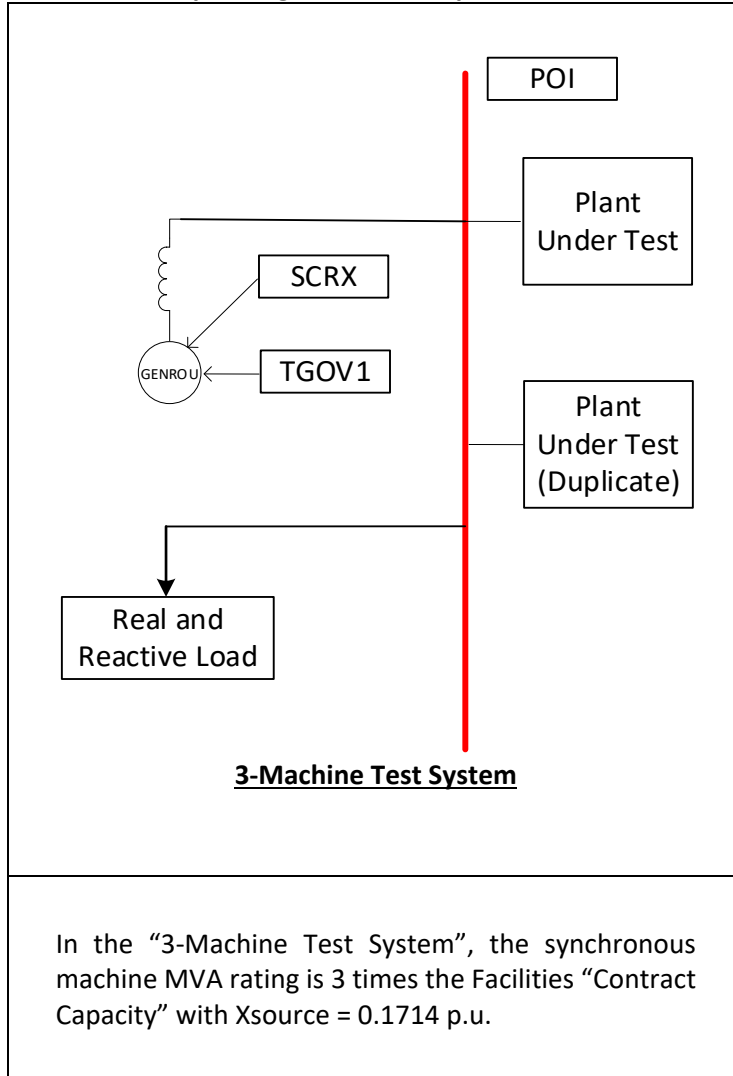 POI
Plant
Under Test
SCRX
GENROU
TGOV1
Plant
Under Test
(Duplicate)
Real and
Reactive Load
3-Machine Test System
In the “3-Machine Test System”, the synchronous
machine MVA rating is 3 times the Facilities “Contract
Capacity” with Xsource = 0.1714 p.u.